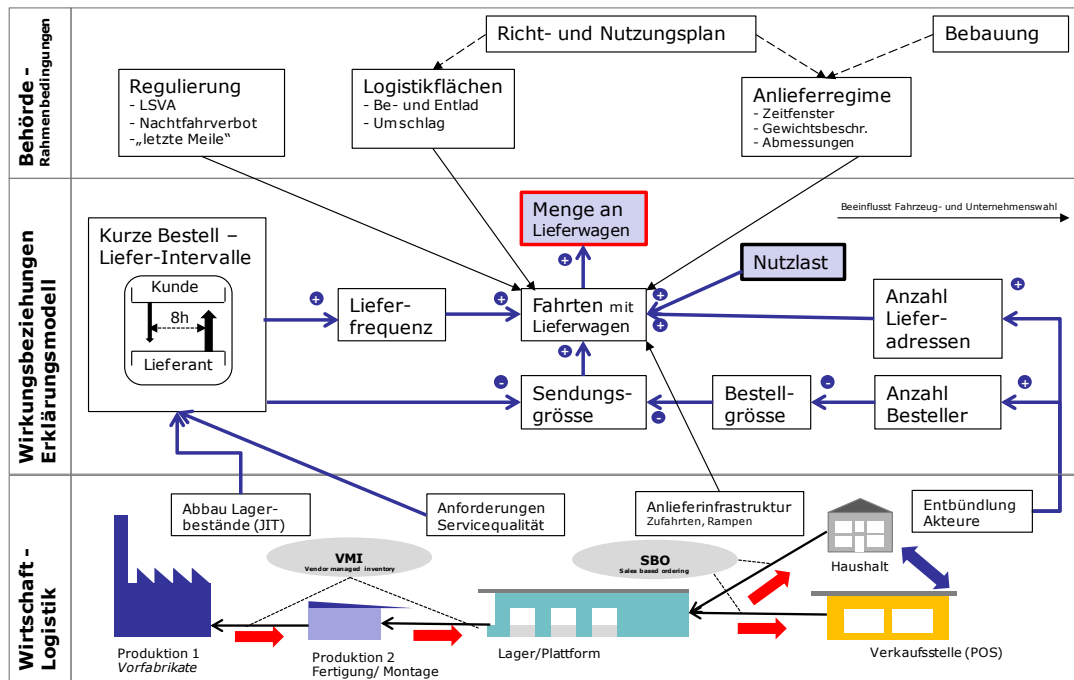 Behörde -
Rahmenbedingungen
Richt- und Nutzungsplan
Bebauung
Regulierung
- LSVA
- Nachtfahrverbot
-„letzte Meile“
Logistikflächen
- Be- und Entlad
- Umschlag
Anlieferregime
- Zeitfenster
- Gewichtsbeschr.
- Abmessungen
Wirkungsbeziehungen
Erklärungsmodell
Beeinflusst Fahrzeug- und Unternehmenswahl
Menge an
Lieferwagen
Kurze Bestell –
Liefer-Intervalle
Kunde
8h
Lieferant
+
Liefer-
frequenz
+
+
Fahrten mit
Lieferwagen
+
+
+
Nutzlast
Anzahl
Liefer-
adressen
+
-
Sendungs-
grösse
-
Bestell-
grösse
-
Anzahl
Besteller
+
Wirtschaft -
Logistik
Abbau Lager-
bestände (JIT)
Anforderungen
Servicequalität
Anlieferinfrastruktur
Zufahrten, Rampen
Entbündlung
Akteure
VMI
Vendor managed inventory
SBO
Sales based ordering
Haushalt
Produktion 1
Vorfabrikate
Produktion 2
Fertigung/ Montage
Lager/Plattform
Verkaufsstelle (POS)